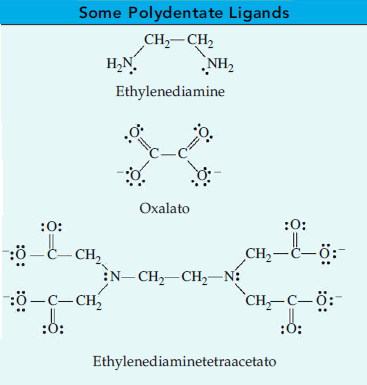 Some Polydentate Ligands
CH₂—CH₂
H₂N: :NH₂
Ethylenediamine
:O: :O:
C—C
⁻:O: :O:⁻
Oxalato
:O: :O:
⁻:O—C—CH₂ CH₂—C—O:⁻
:N—CH₂—CH₂—N:
⁻:O—C—CH₂ CH₂—C—O:⁻
:O: :O:
Ethylenediaminetetraacetato